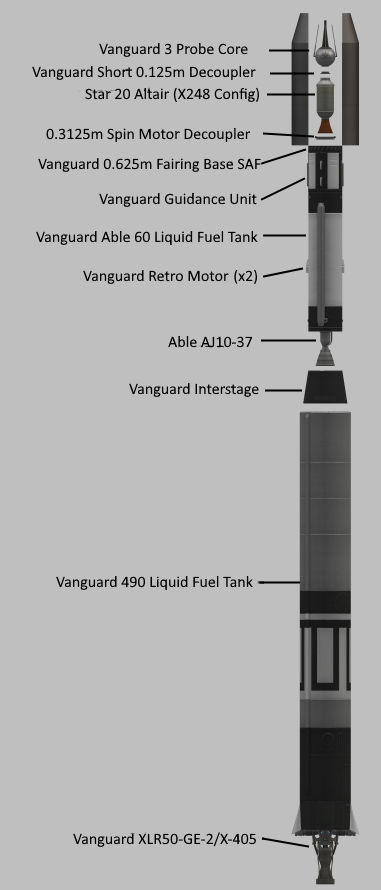 Vanguard 3 Probe Core
Vanguard Short 0.125m Decoupler
Star 20 Altair (X248 Config)
0.3125m Spin Motor Decoupler
Vanguard 0.625m Fairing Base SAF
Vanguard Guidance Unit
Vanguard Able 60 Liquid Fuel Tank
Vanguard Retro Motor (x2)
Able AJ10-37
Vanguard Interstage
Vanguard 490 Liquid Fuel Tank
Vanguard XLR50-GE-2/X-405